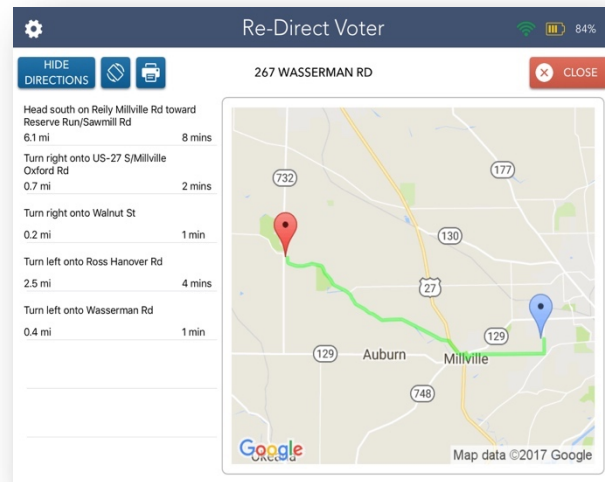 Re-Direct Voter
84%
HIDE
DIRECTIONS
267 WASSERMAN RD
CLOSE
Head south on Reily Millville Rd toward
Reserve Run/Sawmill Rd
6.1 mi 8 mins
Turn right onto US-27 S/Millville
Oxford Rd
0.7 mi 2 mins
Turn right onto Walnut St
0.2 mi 1 min
Turn left onto Ross Hanover Rd
2.5 mi 4 mins
Turn left onto Wasserman Rd
0.4 mi 1 min
732
177
130
27
129
129
Auburn
Millville
748
Google
Map data ©2017 Google